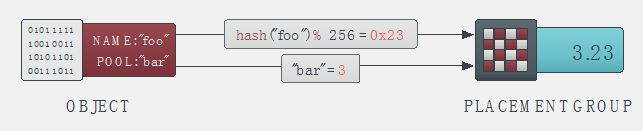 01011111
10010011
10101101
00111011
NAME:"foo"
POOL:"bar"
hash("foo")% 256 = 0x23
"bar"= 3
3.23
OBJECT
PLACEMENT GROUP